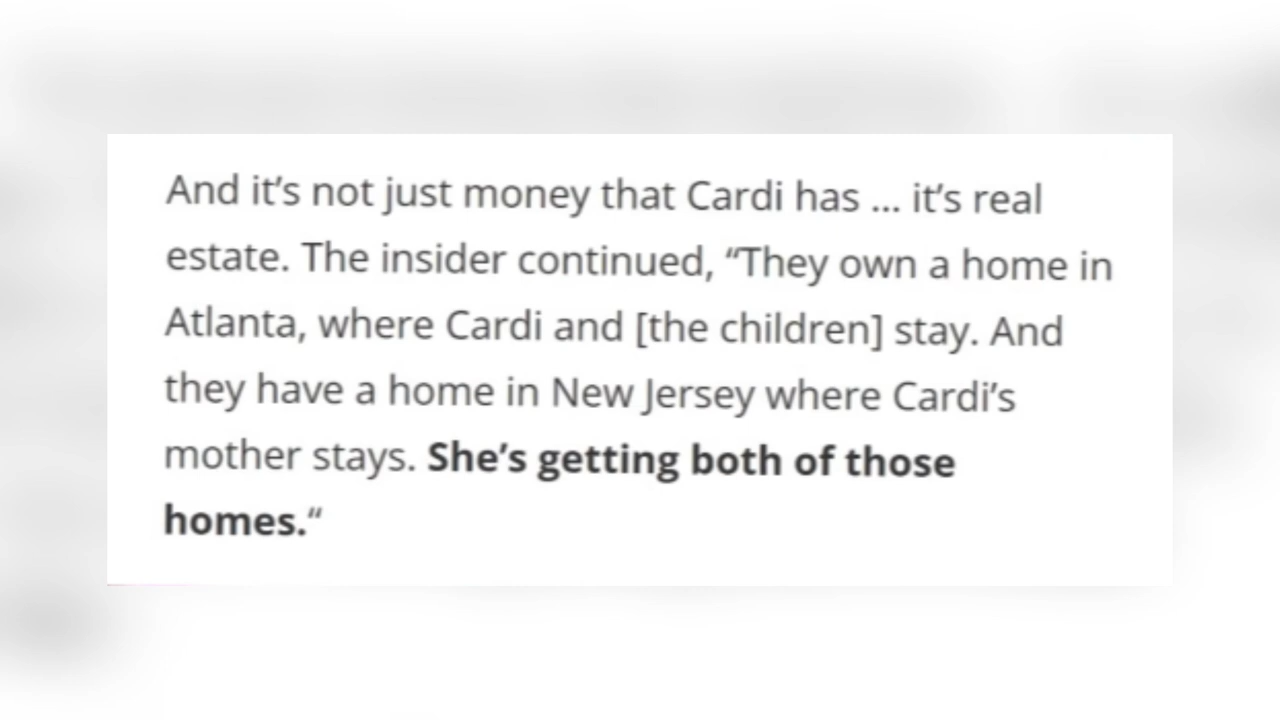 And it’s not just money that Cardi has ... it’s real
estate. The insider continued, “They own a home in
Atlanta, where Cardi and [the children] stay. And
they have a home in New Jersey where Cardi’s
mother stays. She’s getting both of those
homes.“